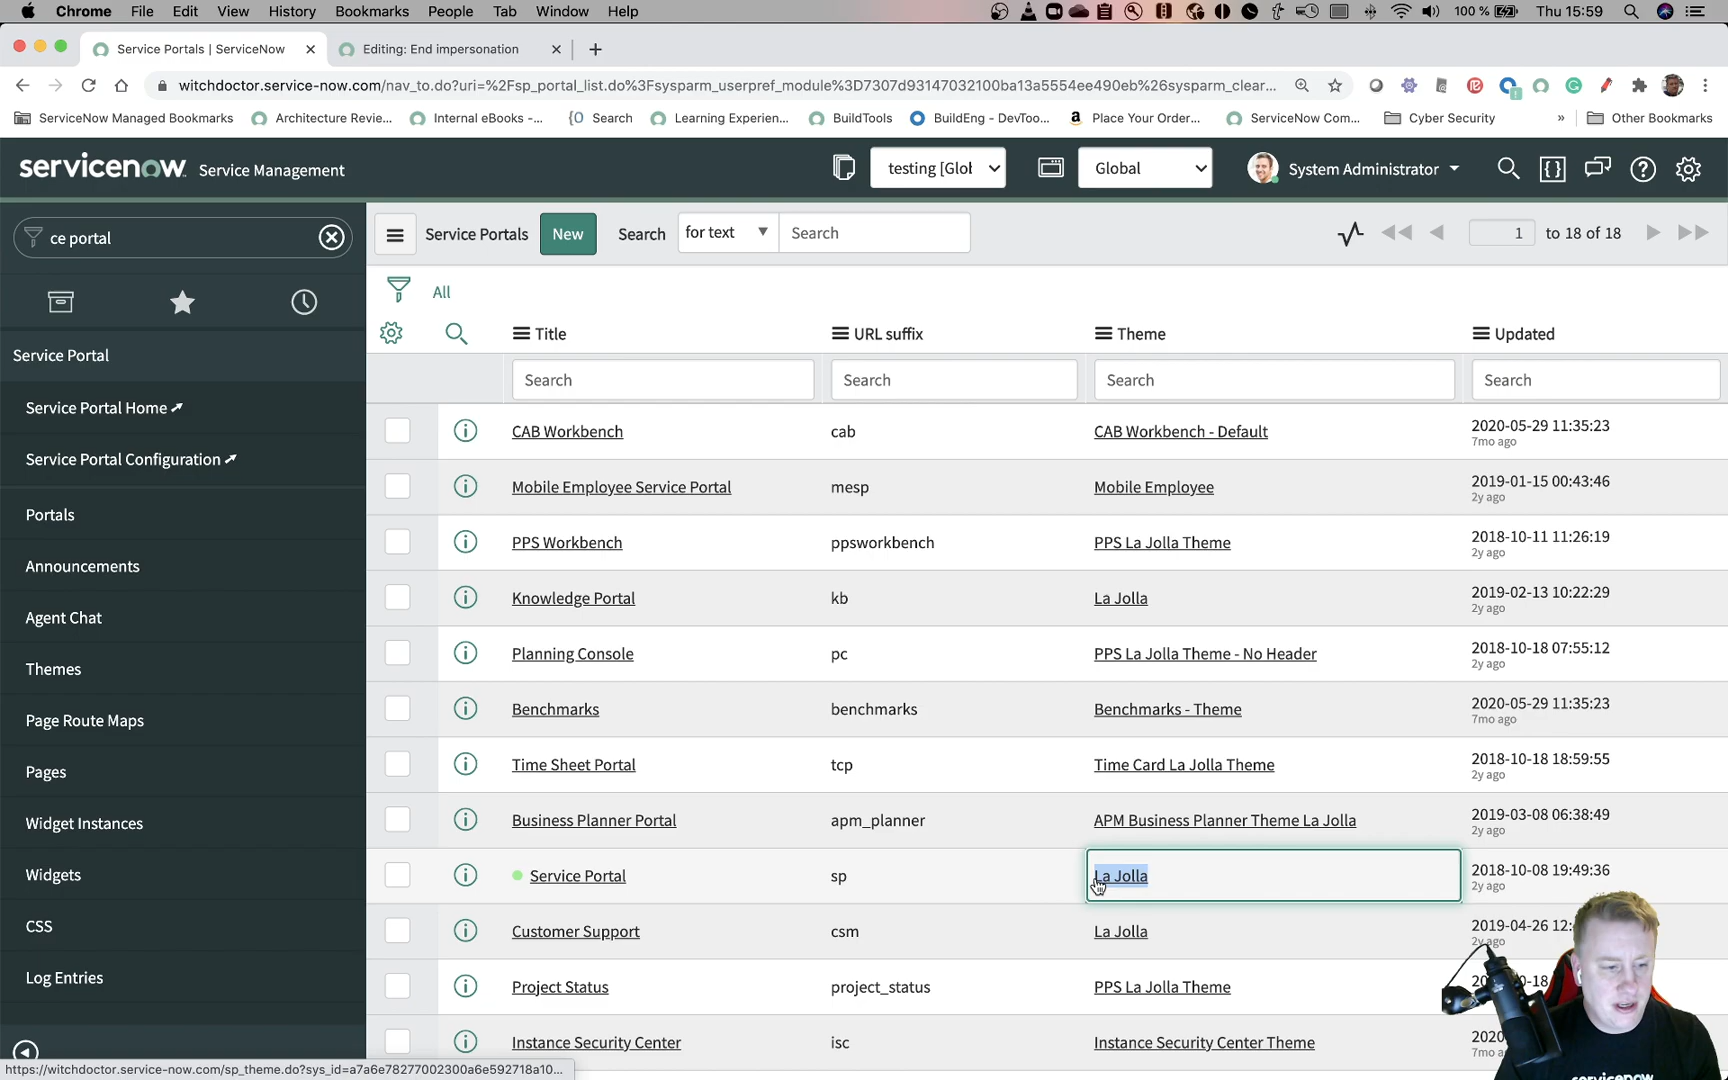 Chrome File Edit View History Bookmarks People Tab Window Help 100 % Thu 15:59
Service Portals | ServiceNow Editing: End impersonation
witchdoctor.service-now.com/nav_to.do?uri=%2Fsp_portal_list.do%3Fsysparm_userpref_module%3D7307d93147032100ba13a5554ee490eb%26sysparm_clear...
ServiceNow Managed Bookmarks Architecture Revie... Internal eBooks -... Search Learning Experien... BuildTools BuildEng - DevToo... Place Your Order... ServiceNow Com... Cyber Security » Other Bookmarks
servicenow Service Management testing [Glol Global System Administrator
ce portal
Service Portals New Search for text Search 1 to 18 of 18
All
Title URL suffix Theme Updated
Search Search Search Search
Service Portal
Service Portal Home
Service Portal Configuration
Portals
Announcements
Agent Chat
Themes
Page Route Maps
Pages
Widget Instances
Widgets
CSS
Log Entries
CAB Workbench cab CAB Workbench - Default 2020-05-29 11:35:23
7mo ago
Mobile Employee Service Portal mesp Mobile Employee 2019-01-15 00:43:46
2y ago
PPS Workbench ppsworkbench PPS La Jolla Theme 2018-10-11 11:26:19
2y ago
Knowledge Portal kb La Jolla 2019-02-13 10:22:29
2y ago
Planning Console pc PPS La Jolla Theme - No Header 2018-10-18 07:55:12
2y ago
Benchmarks benchmarks Benchmarks - Theme 2020-05-29 11:35:23
7mo ago
Time Sheet Portal tcp Time Card La Jolla Theme 2018-10-18 18:59:55
2y ago
Business Planner Portal apm_planner APM Business Planner Theme La Jolla 2019-03-08 06:38:49
2y ago
Service Portal sp La Jolla 2018-10-08 19:49:36
2y ago
Customer Support csm La Jolla 2019-04-26 12:
2y ago
Project Status project_status PPS La Jolla Theme
Instance Security Center isc Instance Security Center Theme
7mo
https://witchdoctor.service-now.com/sp_theme.do?sys_id=a7a6e78277002300a6e592718a10...
servicenow